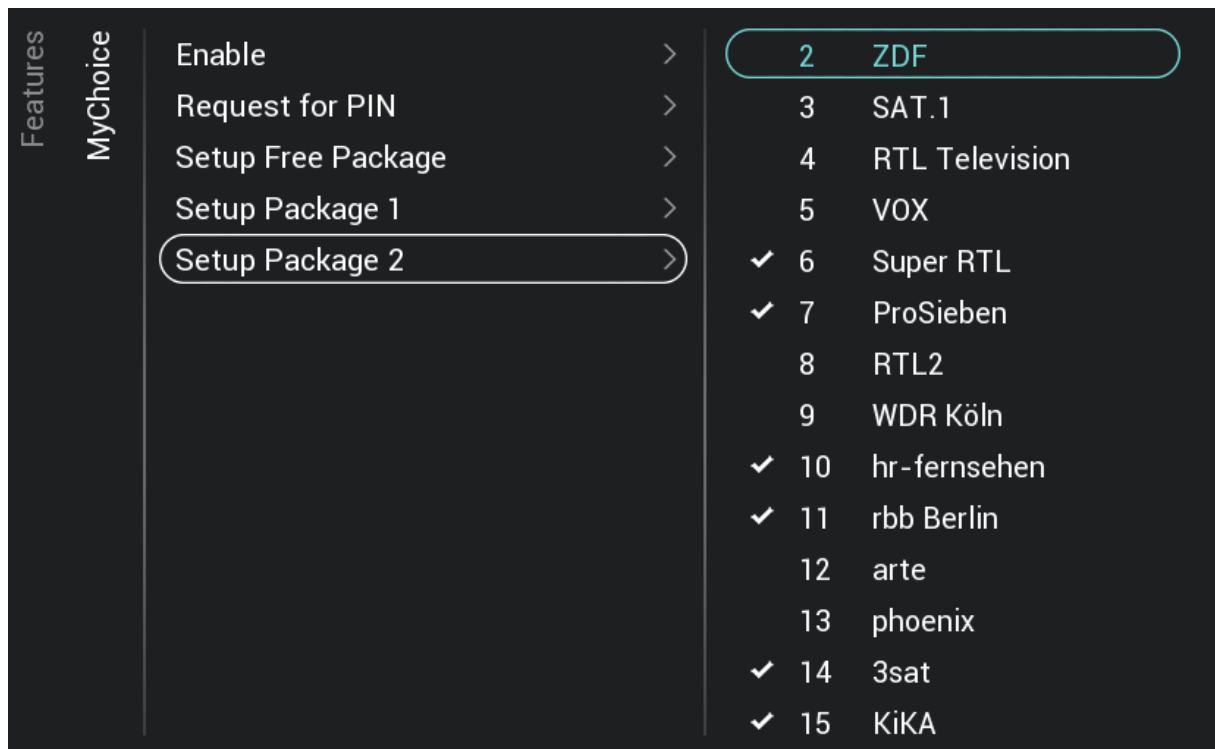 Features
MyChoice
Enable
Request for PIN
Setup Free Package
Setup Package 1
Setup Package 2
2 ZDF
3 SAT.1
4 RTL Television
5 VOX
6 Super RTL
7 ProSieben
8 RTL2
9 WDR Köln
10 hr-fernsehen
11 rbb Berlin
12 arte
13 phoenix
14 3sat
15 KiKA